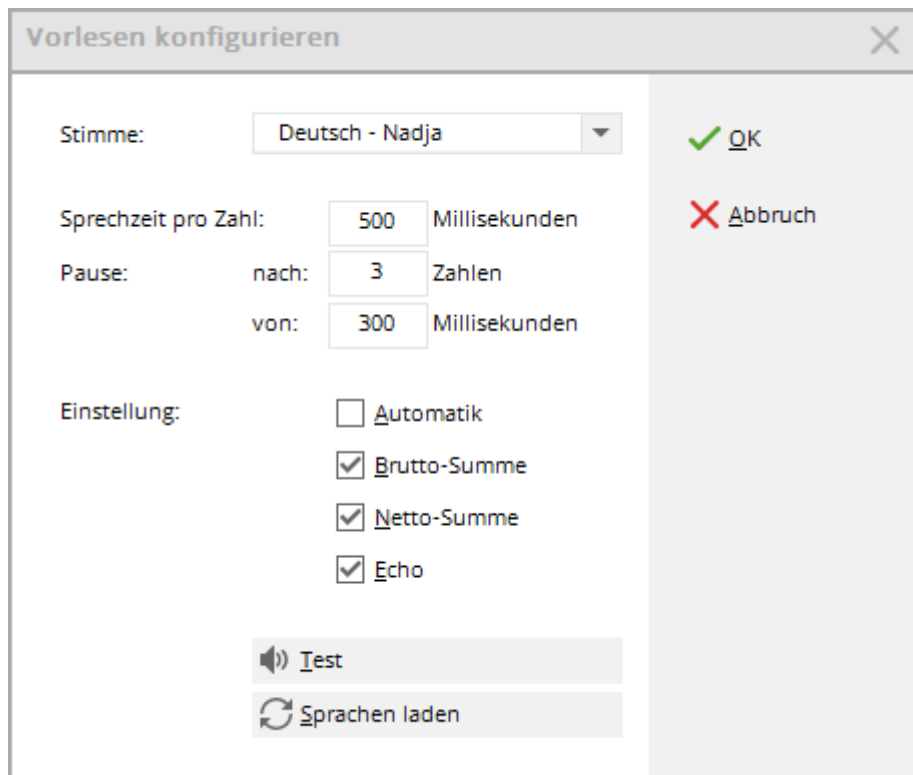 Vorlesen konfigurieren
Stimme: Deutsch - Nadja
OK
Sprechzeit pro Zahl: 500 Millisekunden
Abbruch
Pause: nach: 3 Zahlen
von: 300 Millisekunden
Einstellung: Automatik
Brutto-Summe
Netto-Summe
Echo
Test
Sprachen laden